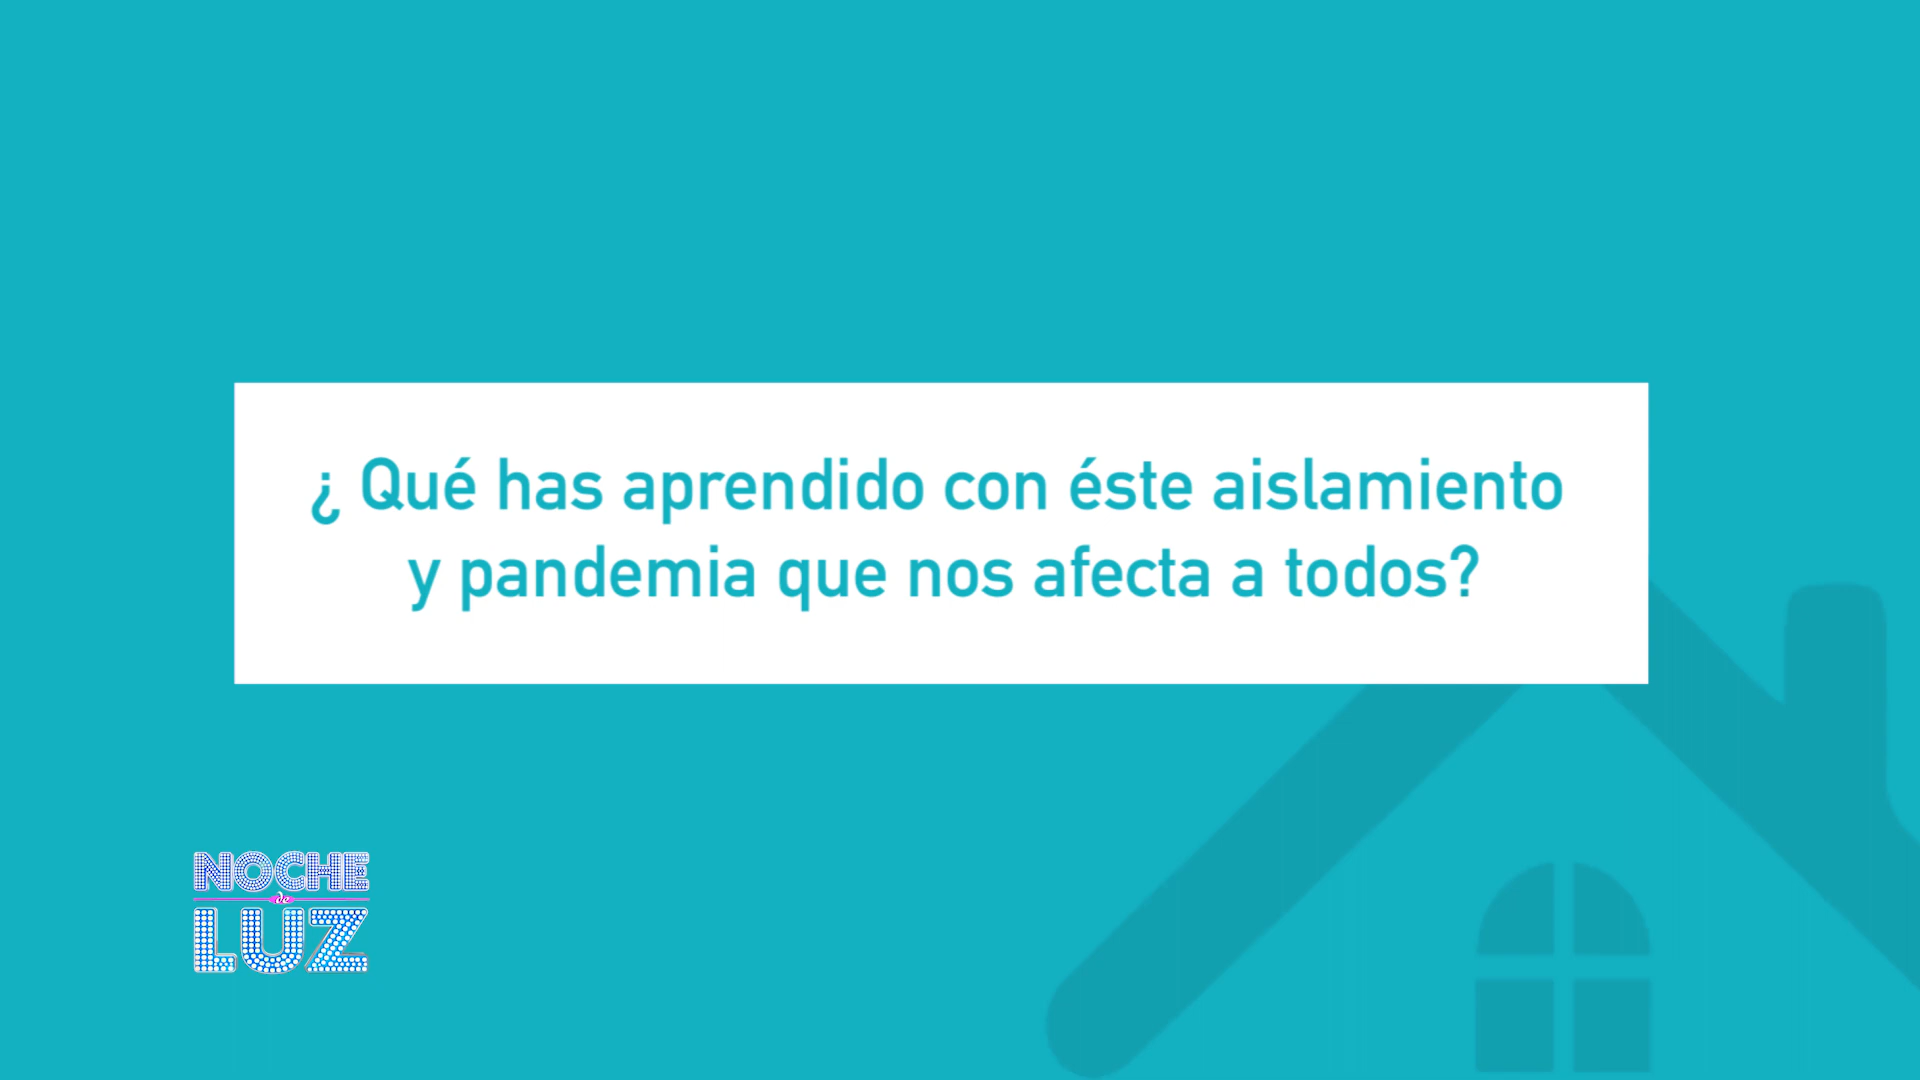 ¿ Qué has aprendido con éste aislamiento
y pandemia que nos afecta a todos?
NOCHE
de
LUZ